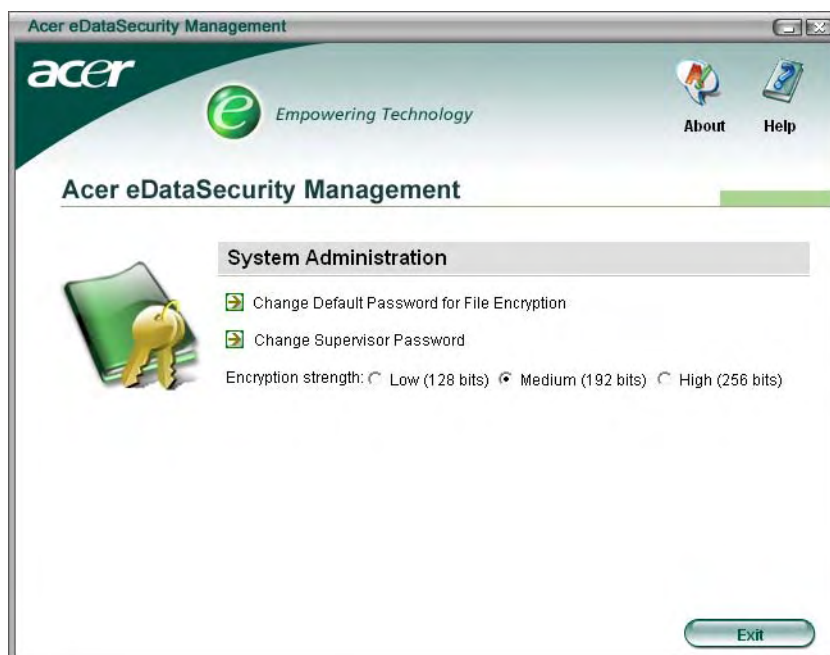 Acer eDataSecurity Management
acer
e Empowering Technology
About Help
Acer eDataSecurity Management
System Administration
Change Default Password for File Encryption
Change Supervisor Password
Encryption strength: Low (128 bits) Medium (192 bits) High (256 bits)
Exit